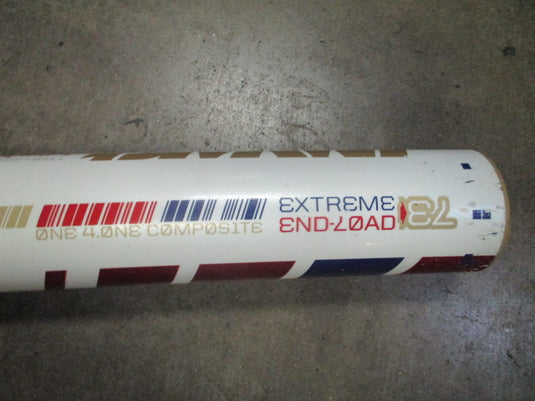 EXTREME
END-LOAD
ONE 4.ONE COMPOSITE